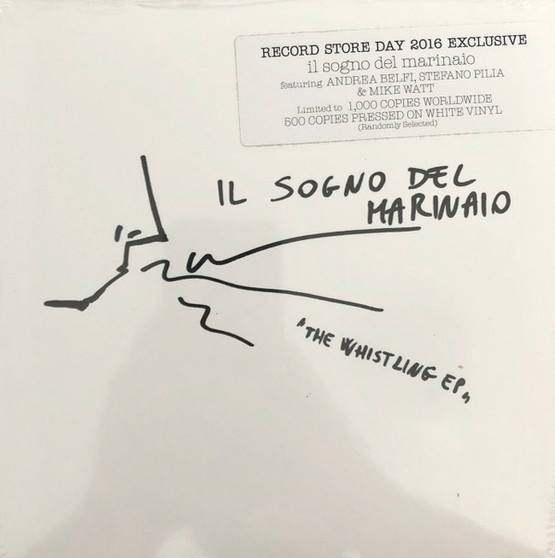 RECORD STORE DAY 2016 EXCLUSIVE
il sogno del marinaio
featuring ANDREA BELFI, STEFANO PILIA
& MIKE WATT
Limited to 1,000 COPIES WORLDWIDE
500 COPIES PRESSED ON WHITE VINYL
(Randomly Selected)
IL SOGNO DEL
MARINAIO
"THE WHISTLING EP"